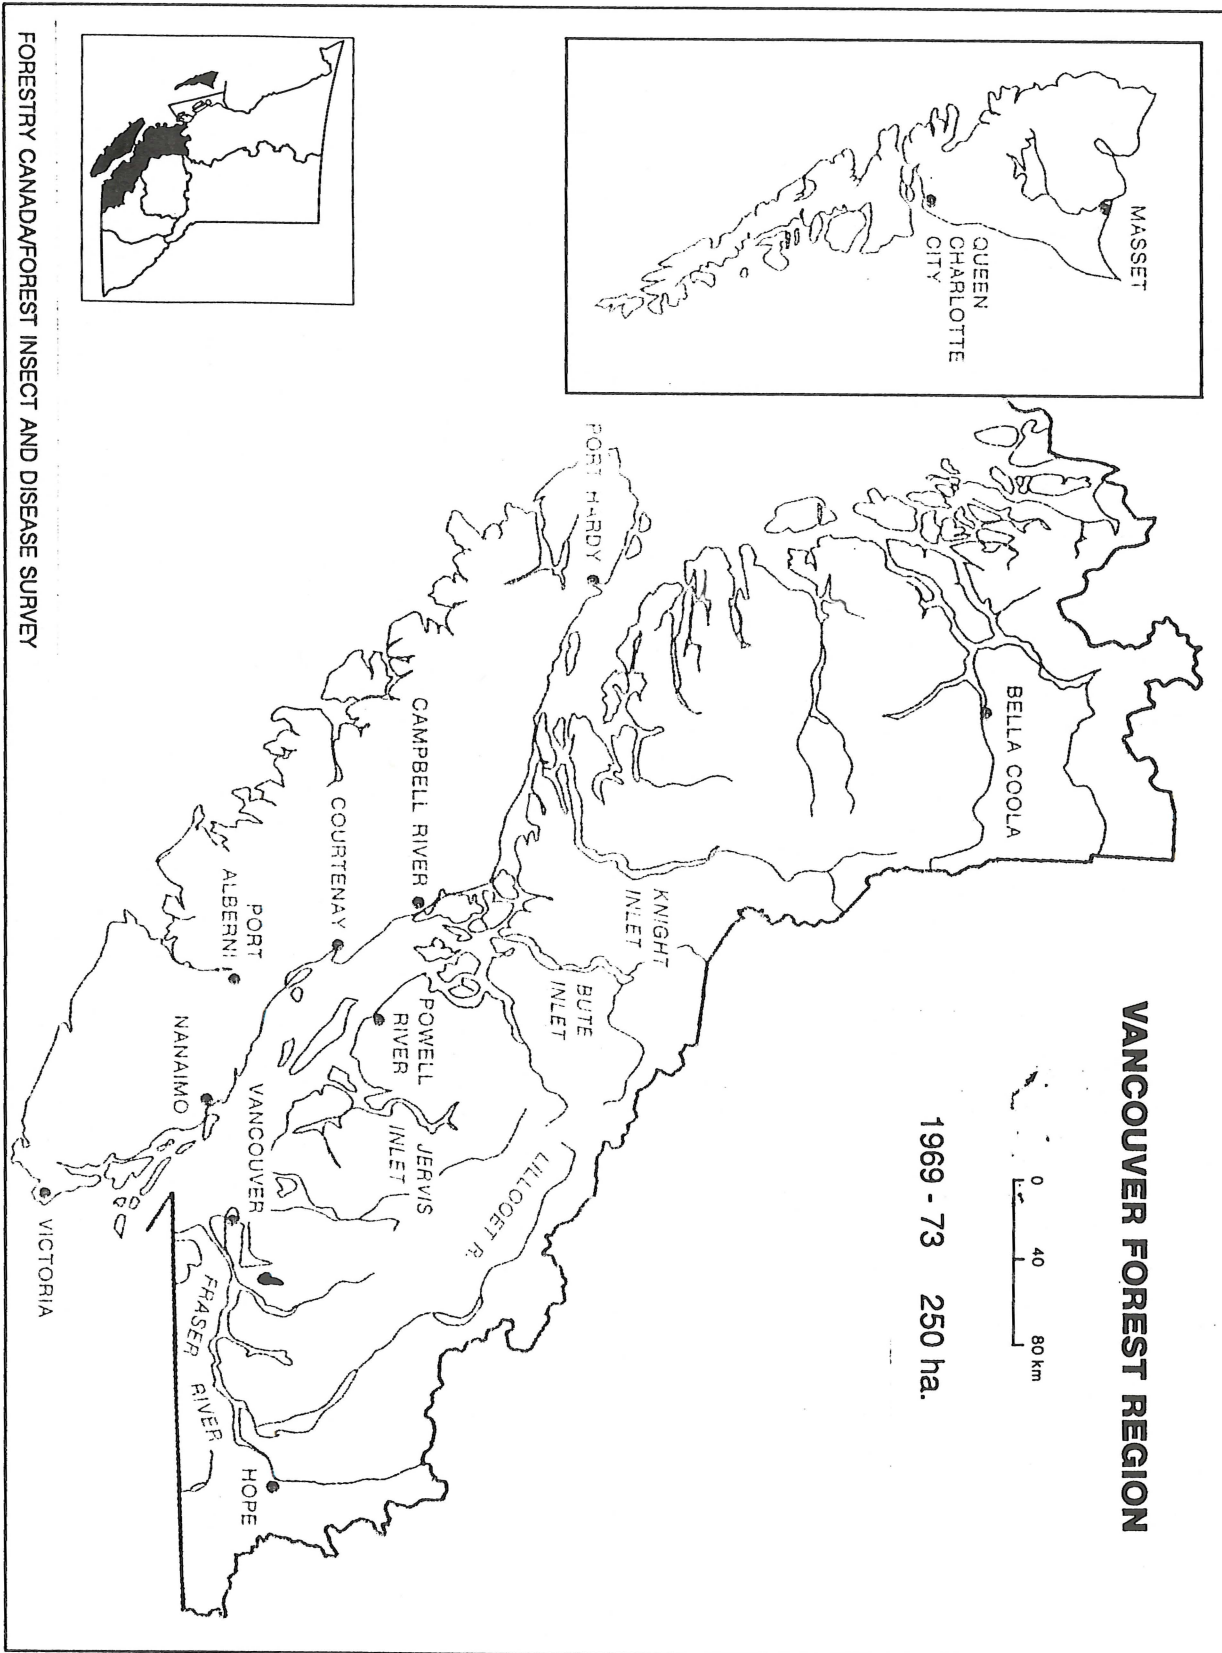 VANCOUVER FOREST REGION
0 40 80 km
1969 - 73 250 ha.
MASSET
QUEEN
CHARLOTTE
CITY
BELLA COOLA
PORT HARDY
KNIGHT
INLET
BUTE
INLET
CAMPBELL RIVER
COURTENAY
PORT
ALBERNI
POWELL
RIVER
JERVIS
INLET
LILLOOET R.
NANAIMO
VANCOUVER
VICTORIA
FRASER RIVER
HOPE
FORESTRY CANADA/FOREST INSECT AND DISEASE SURVEY